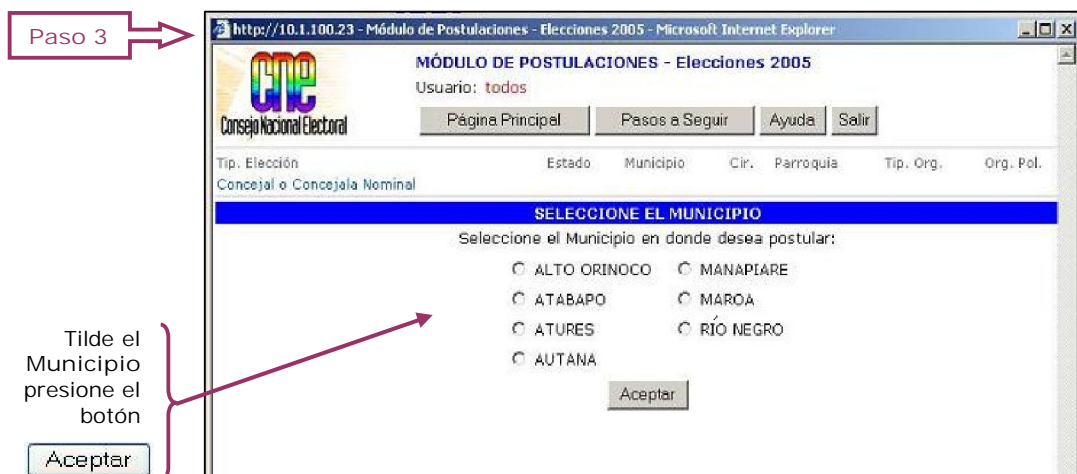 Paso 3
http://10.1.100.23 - Módulo de Postulaciones - Elecciones 2005 - Microsoft Internet Explorer
cne
Consejo Nacional Electoral
MÓDULO DE POSTULACIONES - Elecciones 2005
Usuario: todos
Página Principal Pasos a Seguir Ayuda Salir
Tip. Elección Estado Municipio Cir. Parroquia Tip. Org. Org. Pol.
Concejal o Concejala Nominal
SELECCIONE EL MUNICIPIO
Seleccione el Municipio en donde desea postular:
ALTO ORINOCO MANAPIARE
ATABAPO MAROA
ATURES RÍO NEGRO
AUTANA
Aceptar
Tilde el
Municipio
presione el
botón
Aceptar